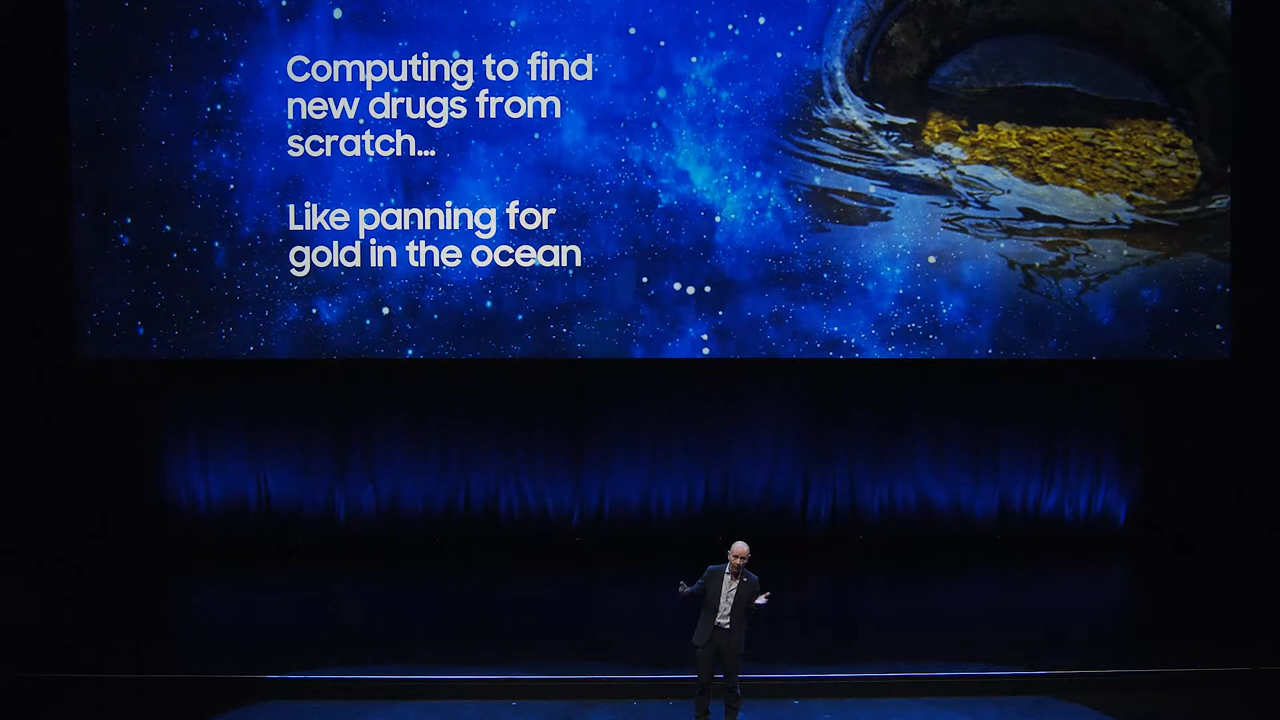 Computing to find
new drugs from
scratch...
Like panning for
gold in the ocean